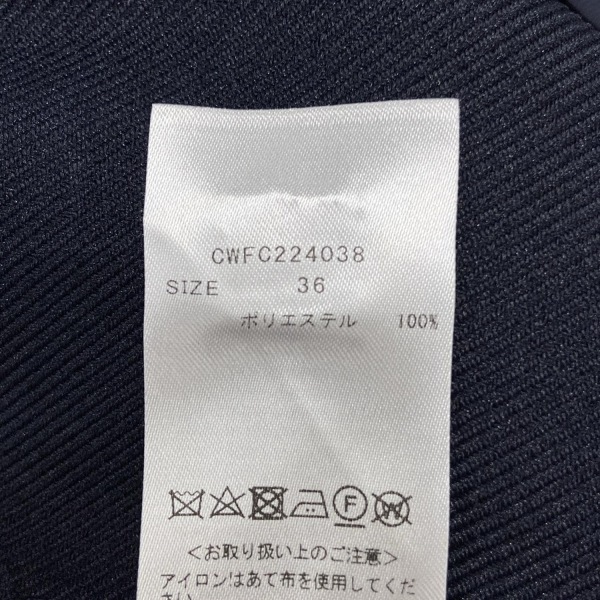 CWFC224038
SIZE 36
ポリエステル 100%
F W
<お取り扱い上のご注意>
アイロンはあて布を使用してくだ
さい